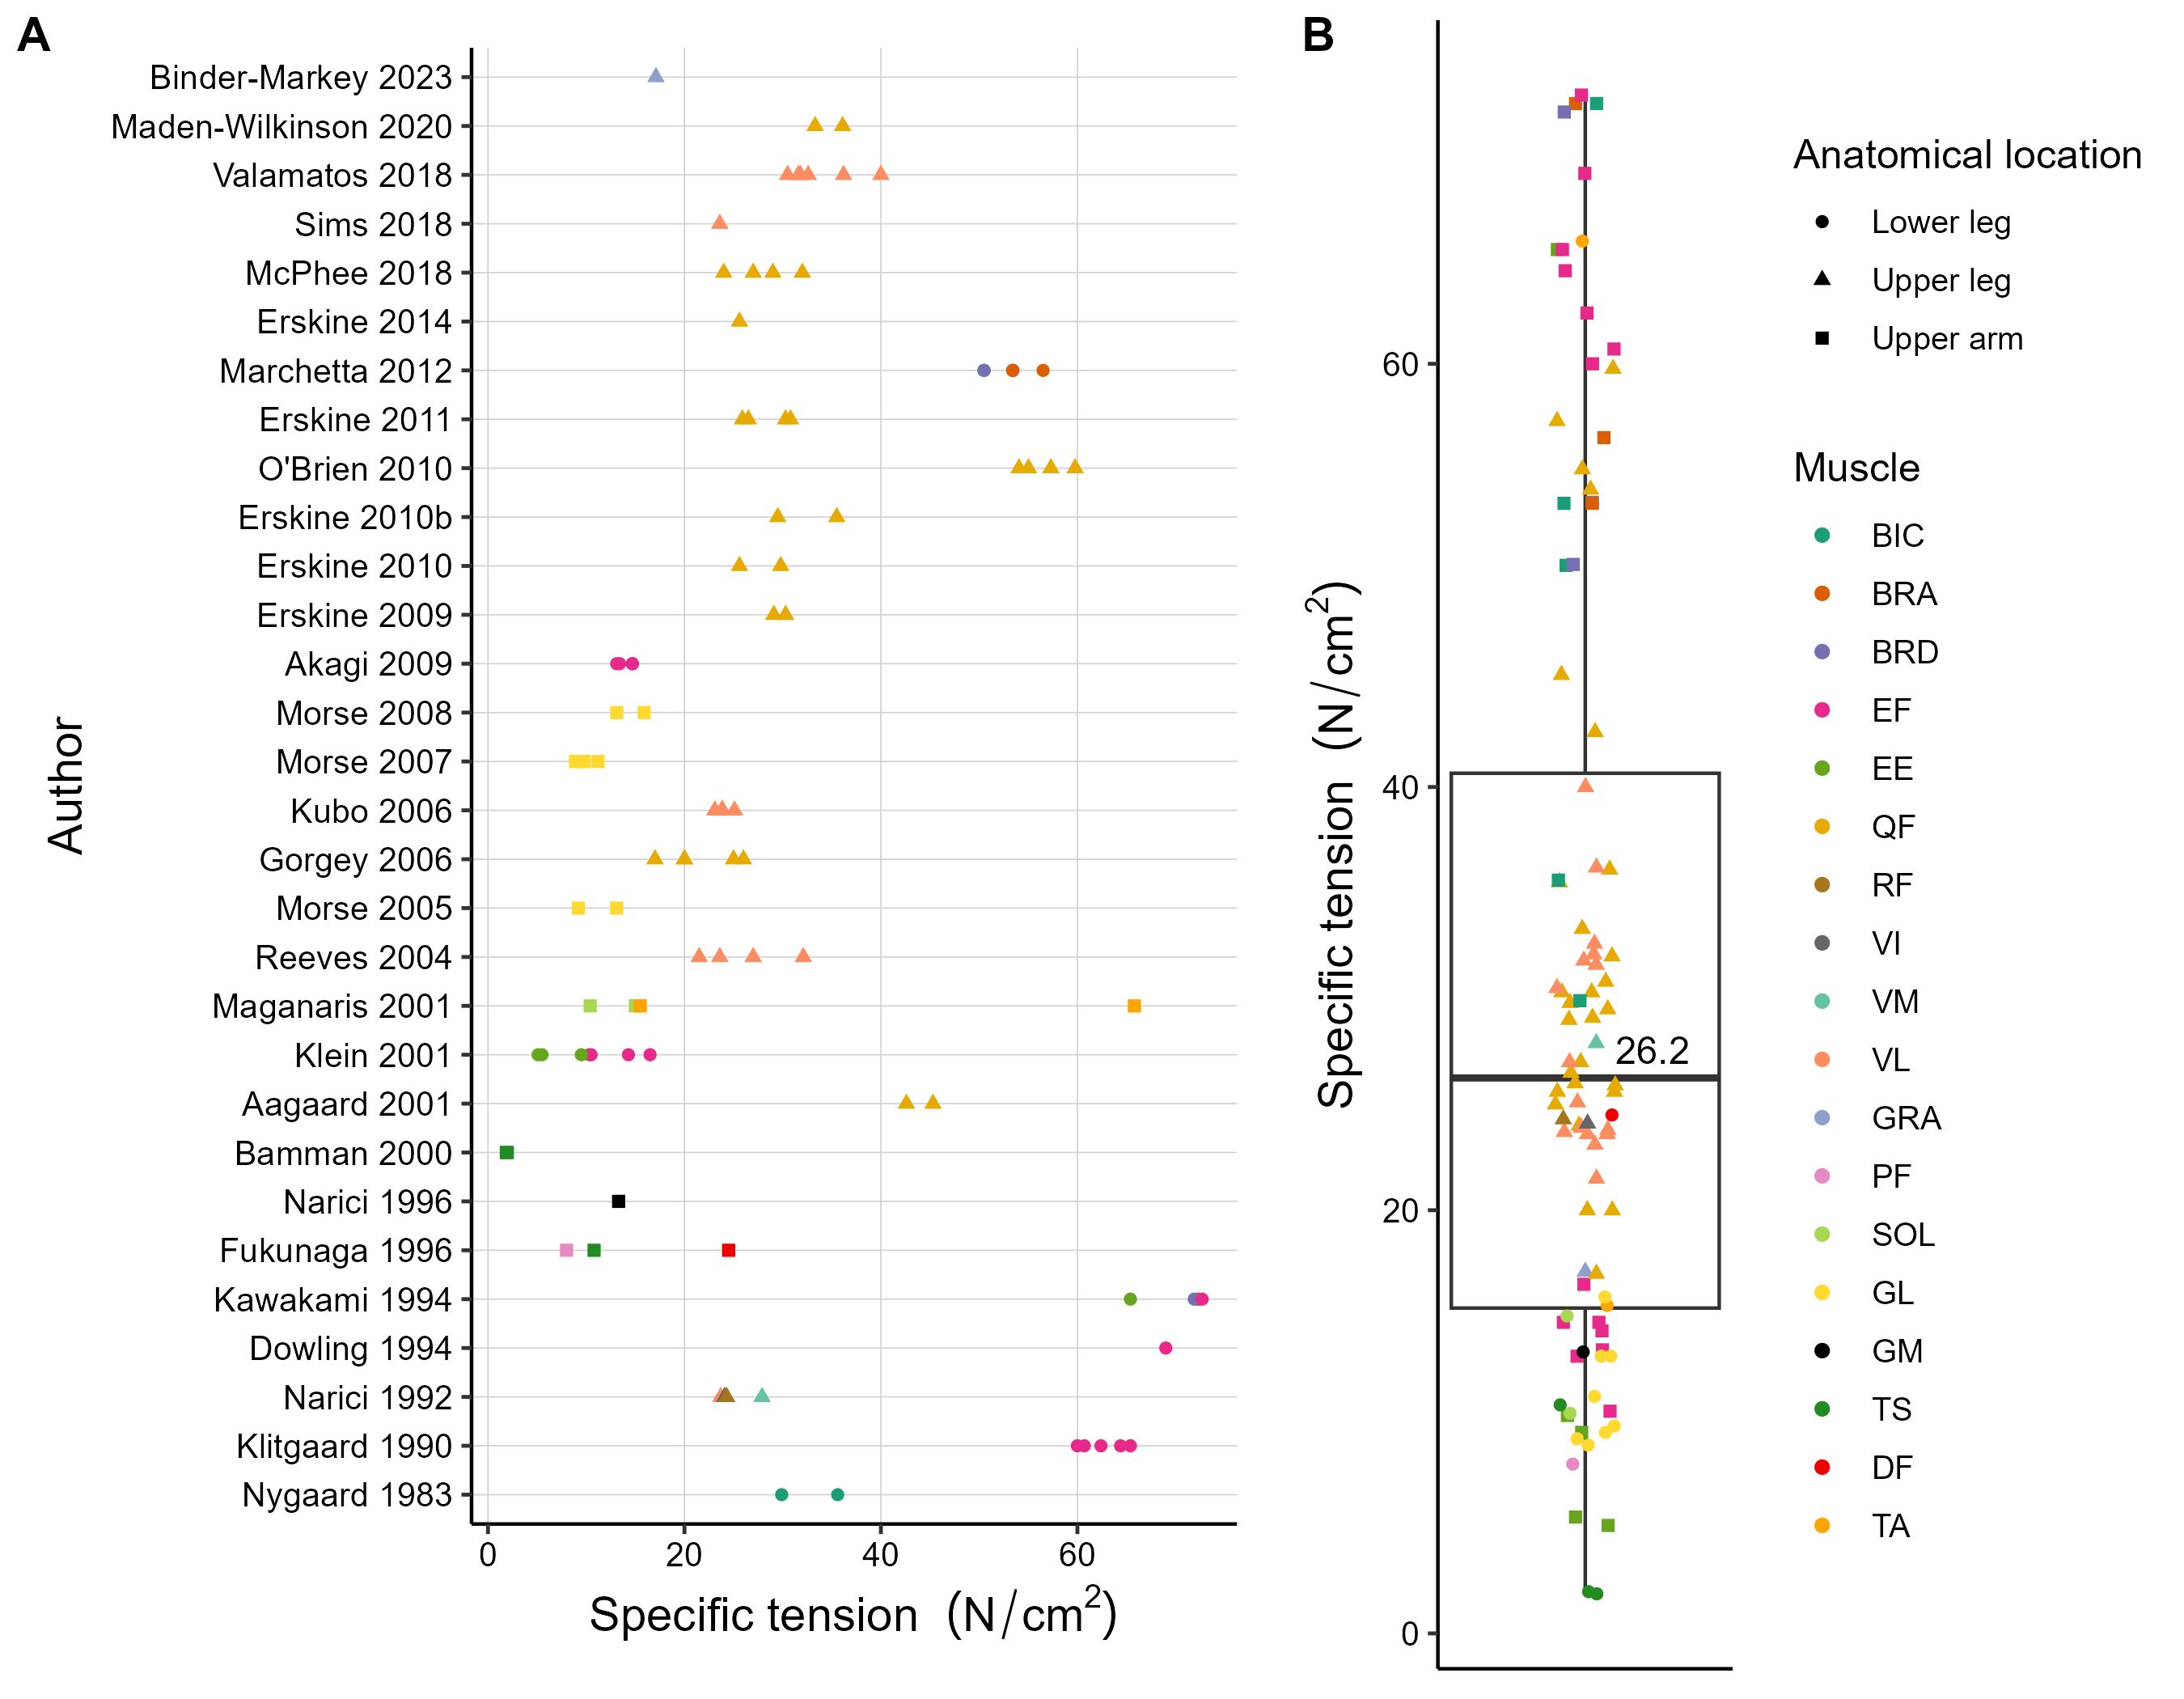 A
Binder-Markey 2023
Maden-Wilkinson 2020
Valamatos 2018
Sims 2018
McPhee 2018
Erskine 2014
Marchetta 2012
Erskine 2011
O'Brien 2010
Erskine 2010b
Erskine 2010
Erskine 2009
Akagi 2009
Morse 2008
Morse 2007
Kubo 2006
Gorgey 2006
Morse 2005
Reeves 2004
Maganaris 2001
Klein 2001
Aagaard 2001
Bamman 2000
Narici 1996
Fukunaga 1996
Kawakami 1994
Dowling 1994
Narici 1992
Klitgaard 1990
Nygaard 1983
Author
0 20 40 60
Specific tension (N/cm²)
B
Specific tension (N/cm²)
60
40
20
0
26.2
Anatomical location
Lower leg
Upper leg
Upper arm
Muscle
BIC
BRA
BRD
EF
EE
QF
RF
VI
VM
VL
GRA
PF
SOL
GL
GM
TS
DF
TA